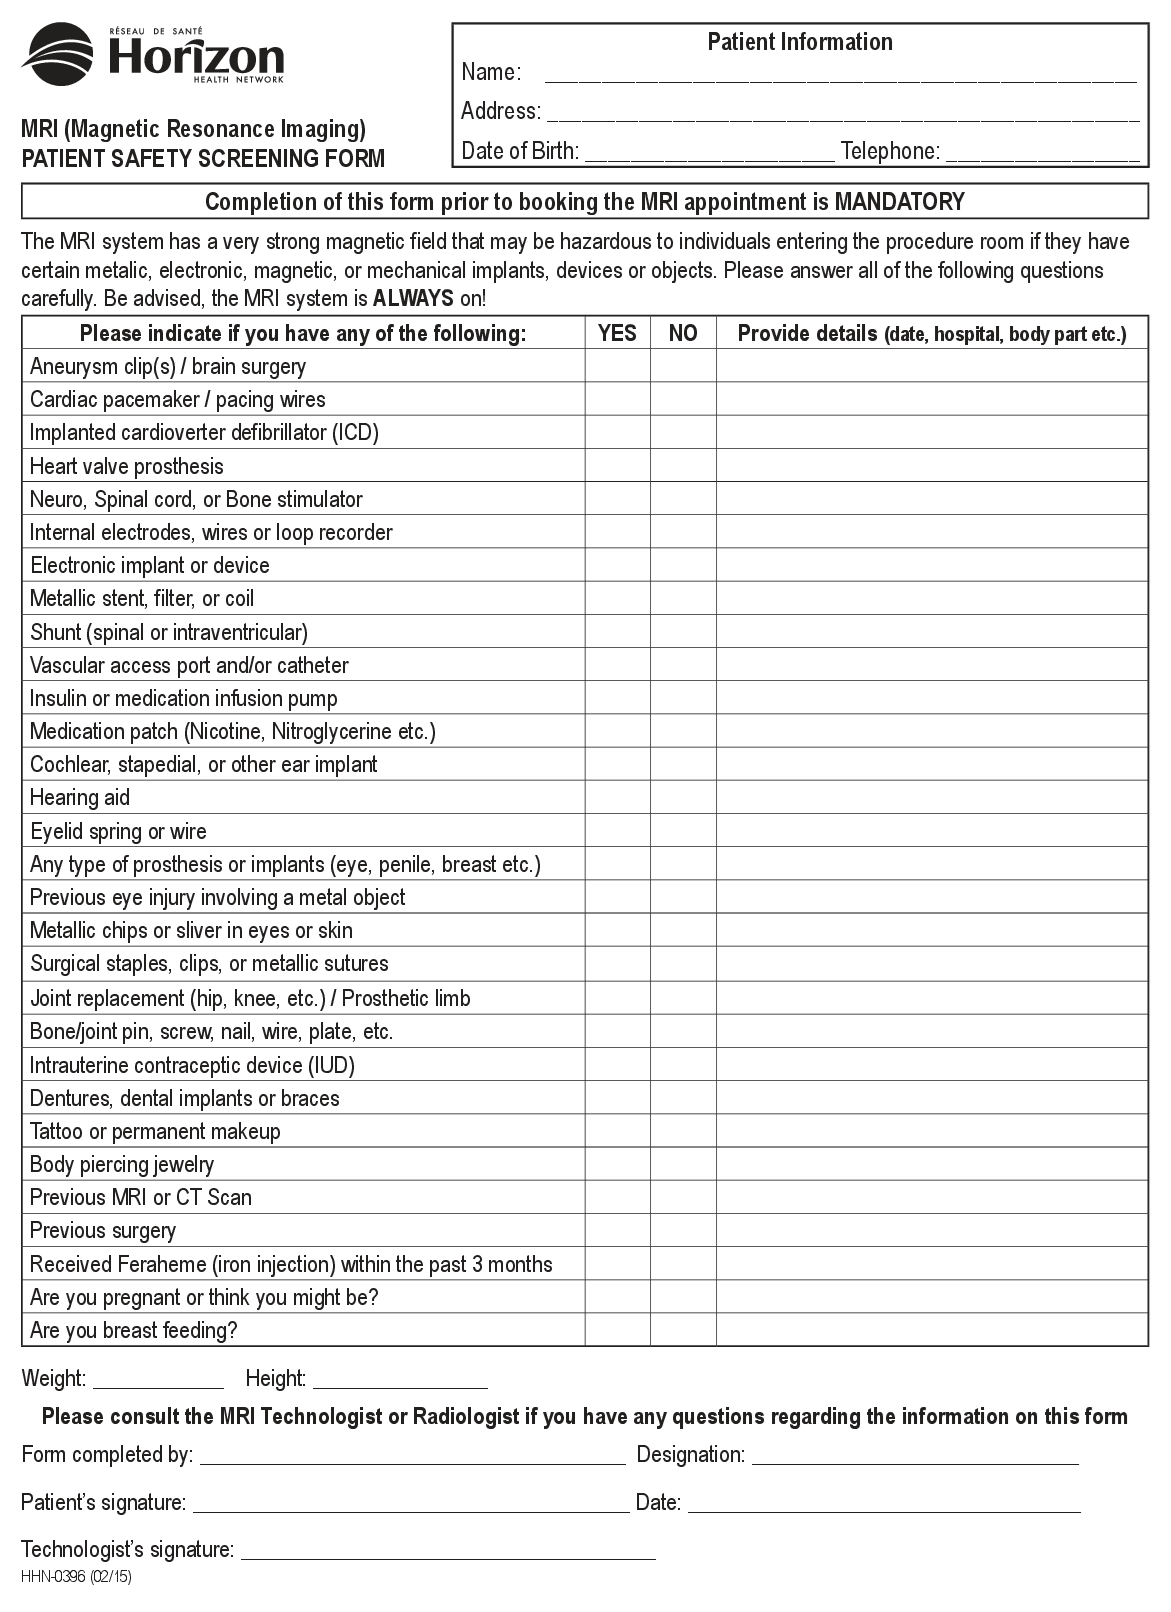 RÉSEAU DE SANTÉ
Horizon
HEALTH NETWORK
MRI (Magnetic Resonance Imaging)
PATIENT SAFETY SCREENING FORM
Patient Information
Name: ____________________
Address: ____________________
Date of Birth: ____________________ Telephone: ____________________
Completion of this form prior to booking the MRI appointment is MANDATORY
The MRI system has a very strong magnetic field that may be hazardous to individuals entering the procedure room if they have
certain metalic, electronic, magnetic, or mechanical implants, devices or objects. Please answer all of the following questions
carefully. Be advised, the MRI system is ALWAYS on!
Please indicate if you have any of the following: YES NO Provide details (date, hospital, body part etc.)
Aneurysm clip(s) / brain surgery
Cardiac pacemaker / pacing wires
Implanted cardioverter defibrillator (ICD)
Heart valve prosthesis
Neuro, Spinal cord, or Bone stimulator
Internal electrodes, wires or loop recorder
Electronic implant or device
Metallic stent, filter, or coil
Shunt (spinal or intraventricular)
Vascular access port and/or catheter
Insulin or medication infusion pump
Medication patch (Nicotine, Nitroglycerine etc.)
Cochlear, stapedial, or other ear implant
Hearing aid
Eyelid spring or wire
Any type of prosthesis or implants (eye, penile, breast etc.)
Previous eye injury involving a metal object
Metallic chips or sliver in eyes or skin
Surgical staples, clips, or metallic sutures
Joint replacement (hip, knee, etc.) / Prosthetic limb
Bone/joint pin, screw, nail, wire, plate, etc.
Intrauterine contraceptive device (IUD)
Dentures, dental implants or braces
Tattoo or permanent makeup
Body piercing jewelry
Previous MRI or CT Scan
Previous surgery
Received Feraheme (iron injection) within the past 3 months
Are you pregnant or think you might be?
Are you breast feeding?
Weight: __________ Height: __________
Please consult the MRI Technologist or Radiologist if you have any questions regarding the information on this form
Form completed by: ____________________ Designation: ____________________
Patient's signature: ____________________ Date: ____________________
Technologist's signature: ____________________
HHN-0396 (02/15)